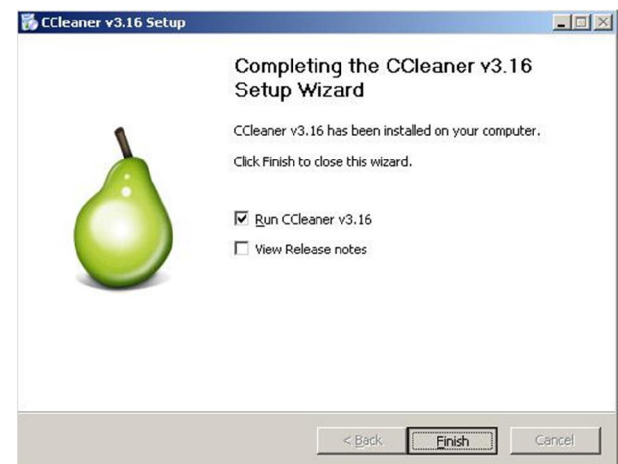 CCleaner v3.16 Setup
Completing the CCleaner v3.16
Setup Wizard
CCleaner v3.16 has been installed on your computer.
Click Finish to close this wizard.
Run CCleaner v3.16
View Release notes
< Back
Finish
Cancel